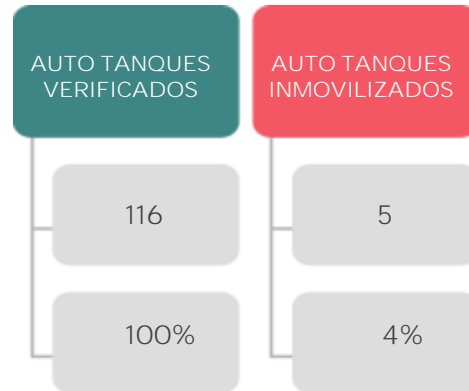 AUTO TANQUES
VERIFICADOS
116
100%
AUTO TANQUES
INMOVILIZADOS
5
4%